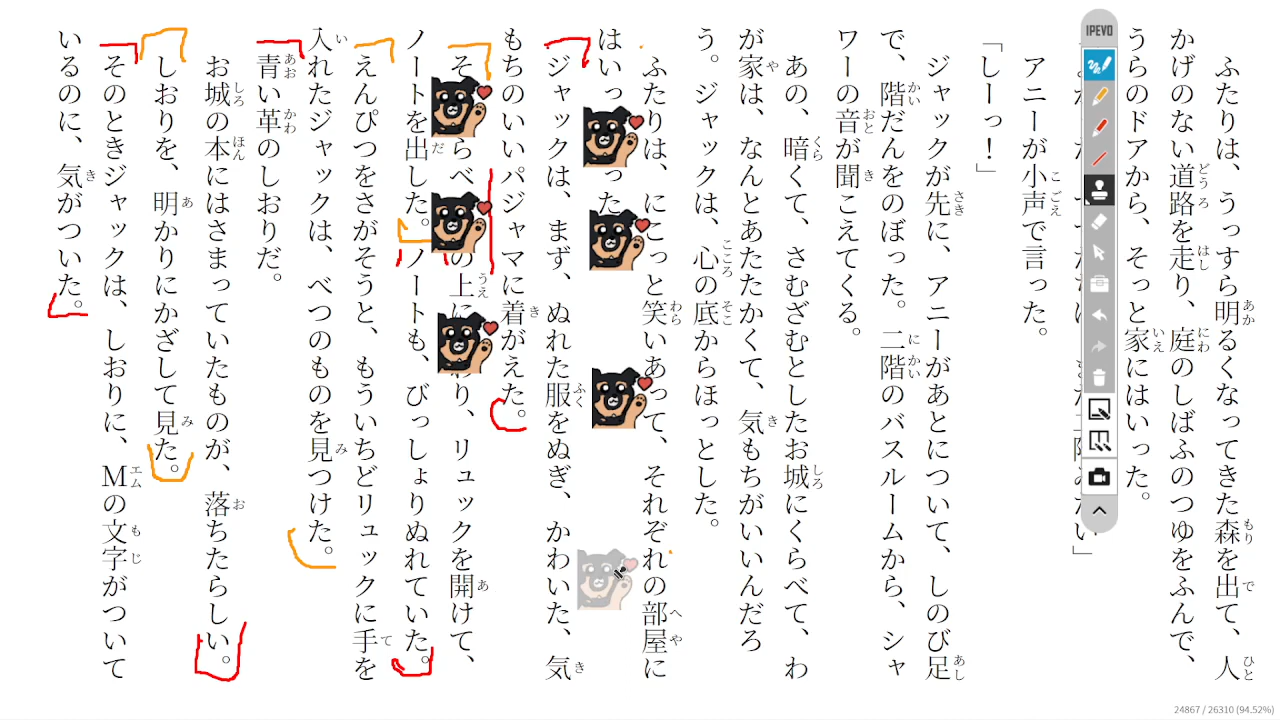 ふたりは、うっすら明るくなってきた森を出て、人
かげのない道路を走り、庭のしばふのつゆをふんで、
うらのドアから、そっと家にはいった。
い」
アニーが小声で言った。
「しーっ！」
ジャックが先に、アニーがあとについて、しのび足
で、階だんをのぼった。二階のバスルームから、シャ
ワーの音が聞こえてくる。
あの、暗くて、さむざむとしたお城にくらべて、わ
が家は、なんとあたたかくて、気もちがいいんだろ
う。ジャックは、心の底からほっとした。
ふたりは、にこっと笑いあって、それぞれの部屋に
はいっ った
ジャックは、まず、ぬれた服をぬぎ、かわいた、気
もちのいいパジャマに着がえた。
そ らべ の上に わり、リュックを開けて、
ノートを出した。ノートも、びっしょりぬれていた。
えんぴつをさがそうと、もういちどリュックに手を
入れたジャックは、べつのものを見つけた。
青い革のしおりだ。
お城の本にはさまっていたものが、落ちたらしい。
しおりを、明かりにかざして見た。
そのときジャックは、しおりに、Mの文字がついて
いるのに、気がついた。
IPEVO
24867 / 26310 (94.52%)